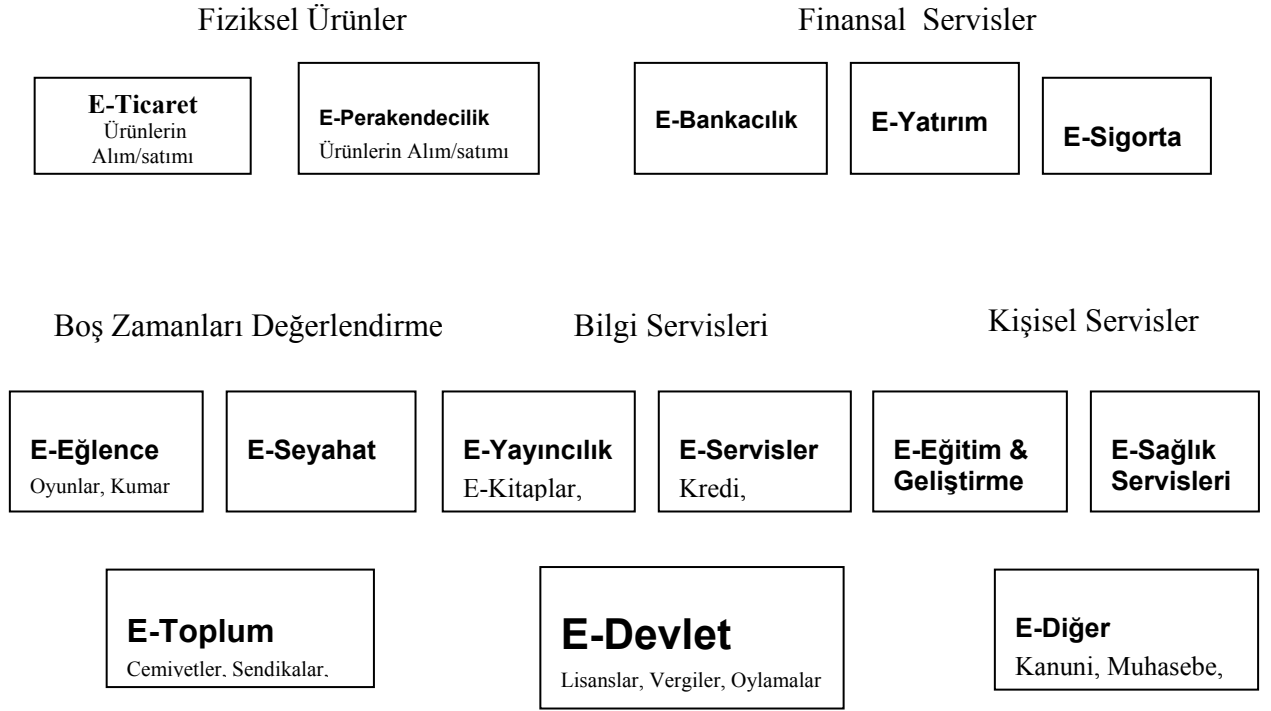 Fiziksel Ürünler
Finansal Servisler
E-Ticaret
Ürünlerin
Alım/satımı
E-Perakendecilik
Ürünlerin Alım/satımı
E-Bankacılık
E-Yatırım
E-Sigorta
Boş Zamanları Değerlendirme
Bilgi Servisleri
Kişisel Servisler
E-Eğlence
Oyunlar, Kumar
E-Seyahat
E-Yayıncılık
E-Kitaplar,
E-Servisler
Kredi,
E-Eğitim &
Geliştirme
E-Sağlık
Servisleri
E-Toplum
Cemiyetler, Sendikalar,
E-Devlet
Lisanslar, Vergiler, Oylamalar
E-Diğer
Kanuni, Muhasebe,